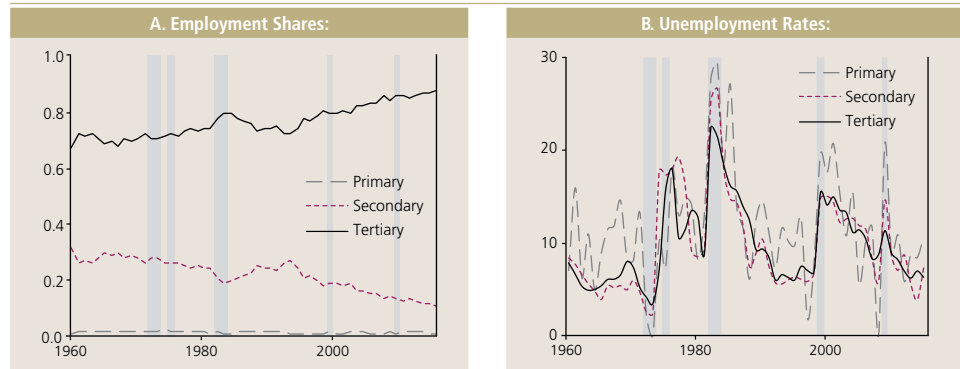 A. Employment Shares:
1.0
0.8
0.6
0.4
0.2
0.0
1960
1980
2000
Primary
Secondary
Tertiary
B. Unemployment Rates:
30
20
10
0
1960
1980
2000
Primary
Secondary
Tertiary